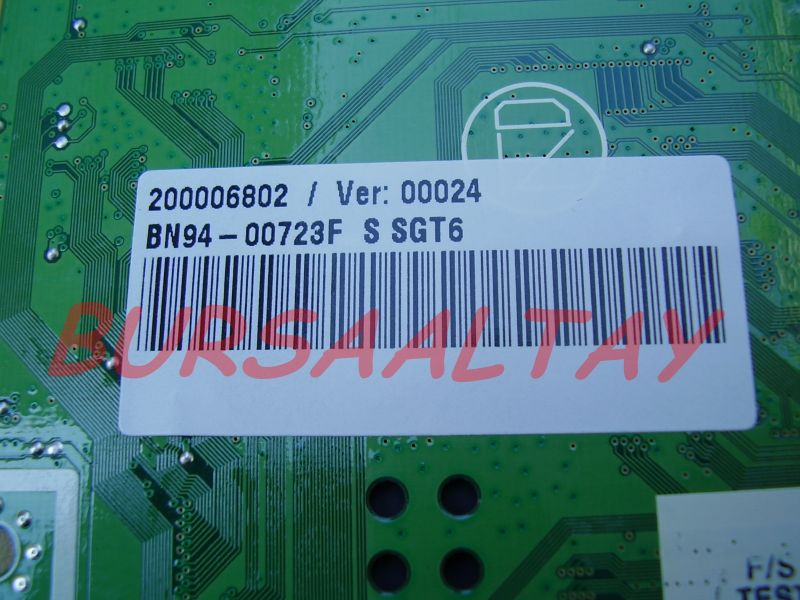 200006802 / Ver: 00024
BN94-00723F S SGT6
BURSAALTAY
F/S
TEST